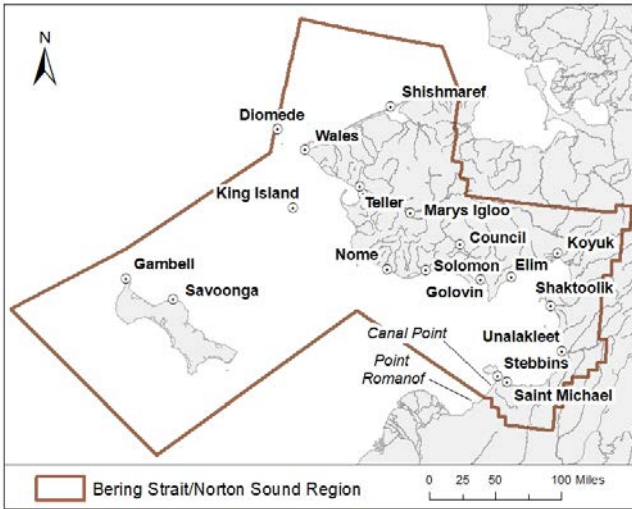 N
Shishmaref
Diomede
Wales
King Island
Teller
Marys Igloo
Council
Koyuk
Gambell
Nome
Solomon
Elim
Savoonga
Golovin
Shaktoolik
Canal Point
Unalakleet
Point
Romanof
Stebbins
Saint Michael
Bering Strait/Norton Sound Region
0 25 50 100 Miles